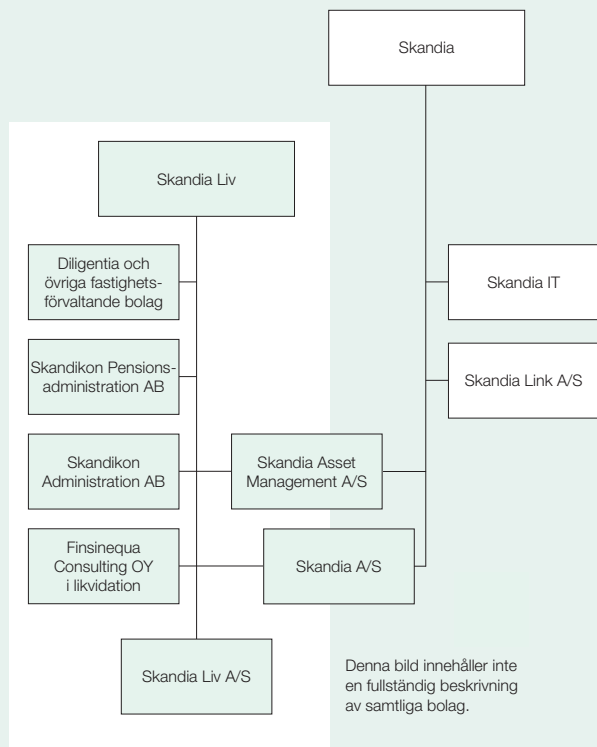 Skandia
Skandia Liv
Diligentia och
övriga fastighets-
förvaltande bolag
Skandia IT
Skandikon Pensions-
administration AB
Skandia Link A/S
Skandikon
Administration AB
Skandia Asset
Management A/S
Finsinequa
Consulting OY
i likvidation
Skandia A/S
Skandia Liv A/S
Denna bild innehåller inte
en fullständig beskrivning
av samtliga bolag.